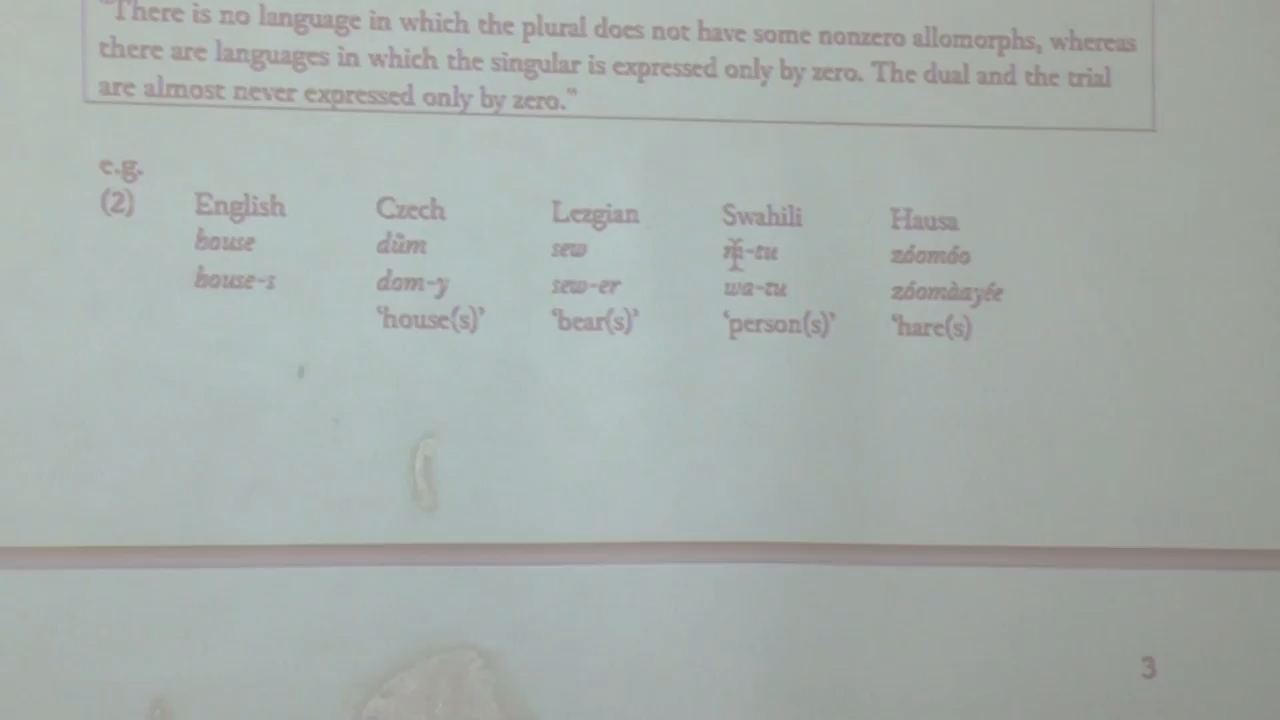 "There is no language in which the plural does not have some nonzero allomorphs, whereas
there are languages in which the singular is expressed only by zero. The dual and the trial
are almost never expressed only by zero."
e.g.
(2) English Czech Lezgian Swahili Hausa
house dům sew m-tu zóomóo
house-s dom-y sew-er wa-tu zóomàayée
'house(s)' 'bear(s)' 'person(s)' 'hare(s)
3